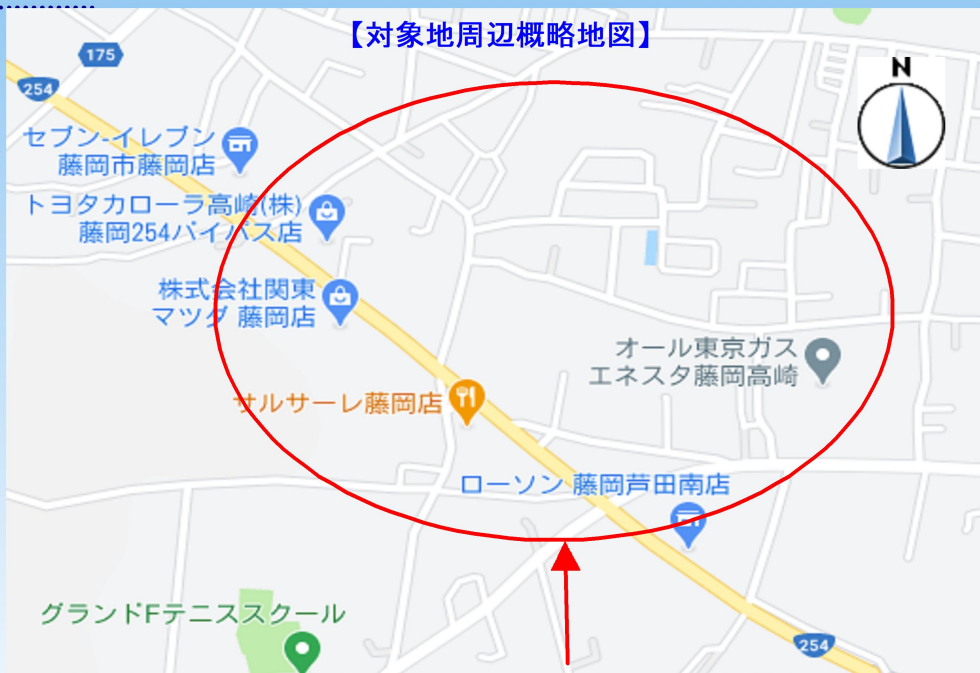 【対象地周辺概略地図】
175
N
254
セブン-イレブン
藤岡市藤岡店
トヨタカローラ高崎(株)
藤岡254バイパス店
株式会社関東
マツダ 藤岡店
オール東京ガス
エネスタ藤岡高崎
サルサーレ藤岡店
ローソン 藤岡芦田南店
グランドFテニススクール
254